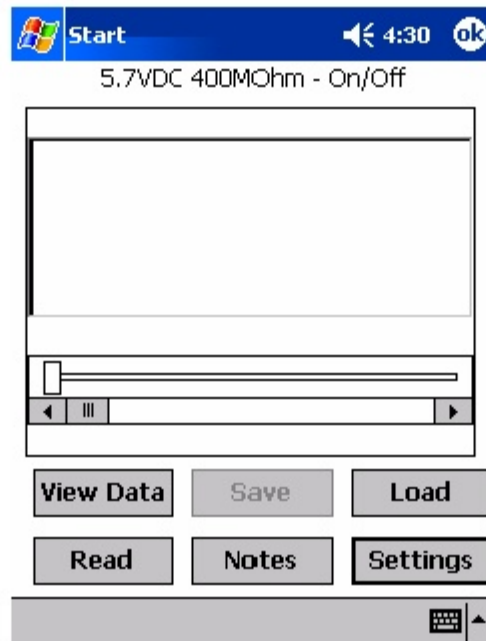 Start 4:30 ok
5.7VDC 400MOhm - On/Off
View Data Save Load
Read Notes Settings